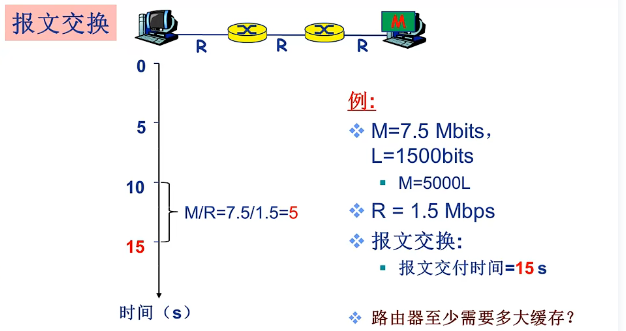 报文交换
M
R R R
0
5
10
15
M/R=7.5/1.5=5
时间（s）
例:
M=7.5 Mbits，
L=1500bits
M=5000L
R = 1.5 Mbps
报文交换:
报文交付时间=15 s
路由器至少需要多大缓存？